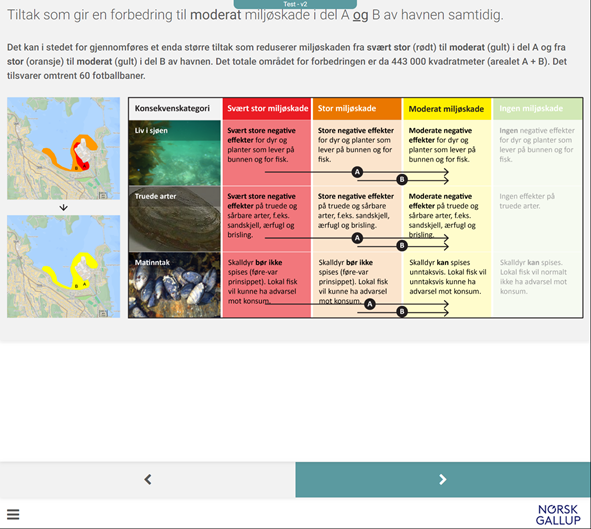 Test - v2
Tiltak som gir en forbedring til moderat miljøskade i del A og B av havnen samtidig.
Det kan i stedet for gjennomføres et enda større tiltak som reduserer miljøskaden fra svært stor (rødt) til moderat (gult) i del A og fra
stor (oransje) til moderat (gult) i del B av havnen. Det totale området for forbedringen er da 443 000 kvadratmeter (arealet A + B). Det
tilsvarer omtrent 60 fotballbaner.
Konsekvenskategori
Svært stor miljøskade
Stor miljøskade
Moderat miljøskade
Ingen miljøskade
Liv i sjøen
Svært store negative
effekter for dyr og
planter som lever på
bunnen og for fisk.
Store negative effekter
for dyr og planter som
lever på bunnen og for
fisk.
Moderate negative
effekter for dyr og
planter som lever på
bunnen og for fisk.
Ingen negative effekter
for dyr og planter som
lever på bunnen og for
fisk.
A
B
Truede arter
Svært store negative
effekter på truede og
sårbare arter, f.eks.
sandskjell, ærfugl og
brisling.
Store negative effekter
på truede og sårbare
arter, f.eks. sandskjell,
ærfugl og brisling.
Moderate negative
effekter på truede og
sårbare arter, f.eks.
sandskjell, ærfugl og
brisling.
Ingen effekter på
truede arter.
A
B
Matinntak
Skalldyr bør ikke
spises (føre-var
prinsippet). Lokal fisk
vil kunne ha advarsel
mot konsum.
Skalldyr bør ikke
spises (føre-var
prinsippet). Lokal fisk
vil kunne ha advarsel
mot konsum.
Skalldyr kan spises
unntaksvis. Lokal fisk vil
unntaksvis kunne ha
advarsel mot konsum.
Skalldyr kan spises.
Lokal fisk vil normalt
ikke ha advarsel mot
konsum.
A
B
B
A
NORSK
GALLUP